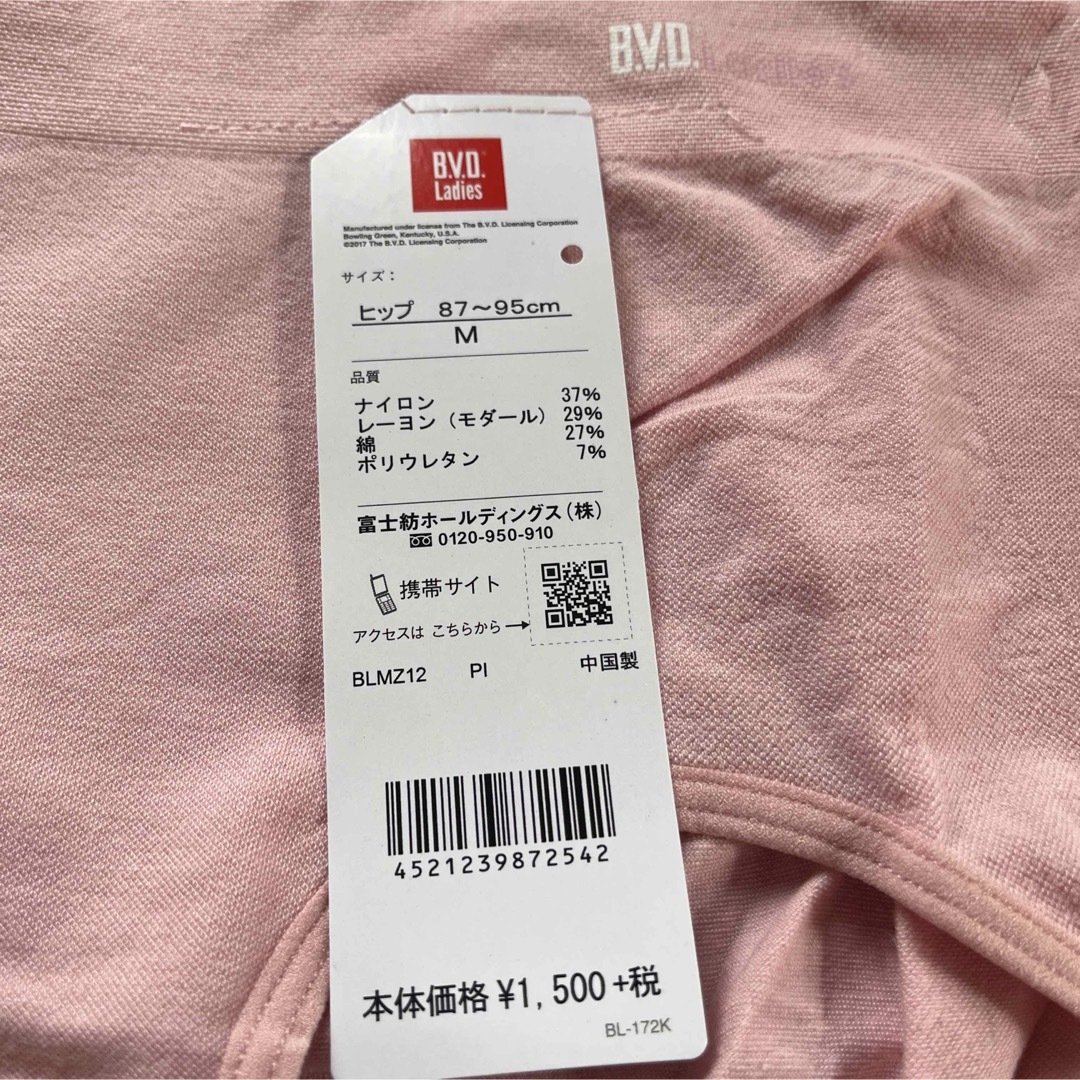 B.V.D.
B.V.D.
Ladies
Manufactured under license from The B.V.D. Licensing Corporation
Bowling Green, Kentucky, U.S.A.
©2017 The B.V.D. Licensing Corporation
サイズ：
ヒップ 87～95cm
M
品質
ナイロン 37%
レーヨン（モダール） 29%
綿 27%
ポリウレタン 7%
富士紡ホールディングス（株）
0120-950-910
携帯サイト
アクセスは こちらから→
BLMZ12 PI 中国製
4521239872542
本体価格 ¥1,500+税
BL-172K